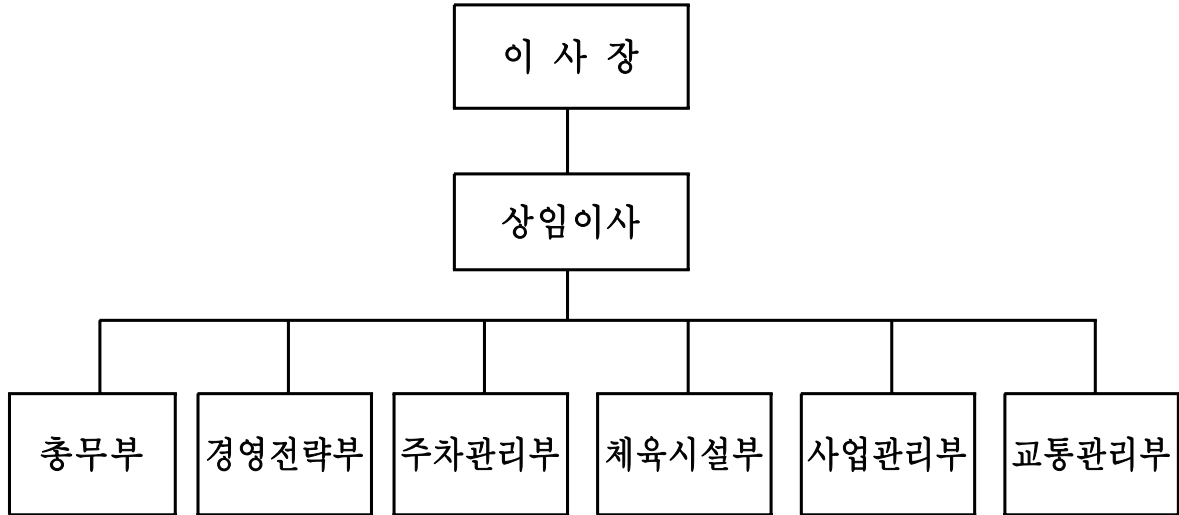 이 사 장
상임이사
총무부
경영전략부
주차관리부
체육시설부
사업관리부
교통관리부